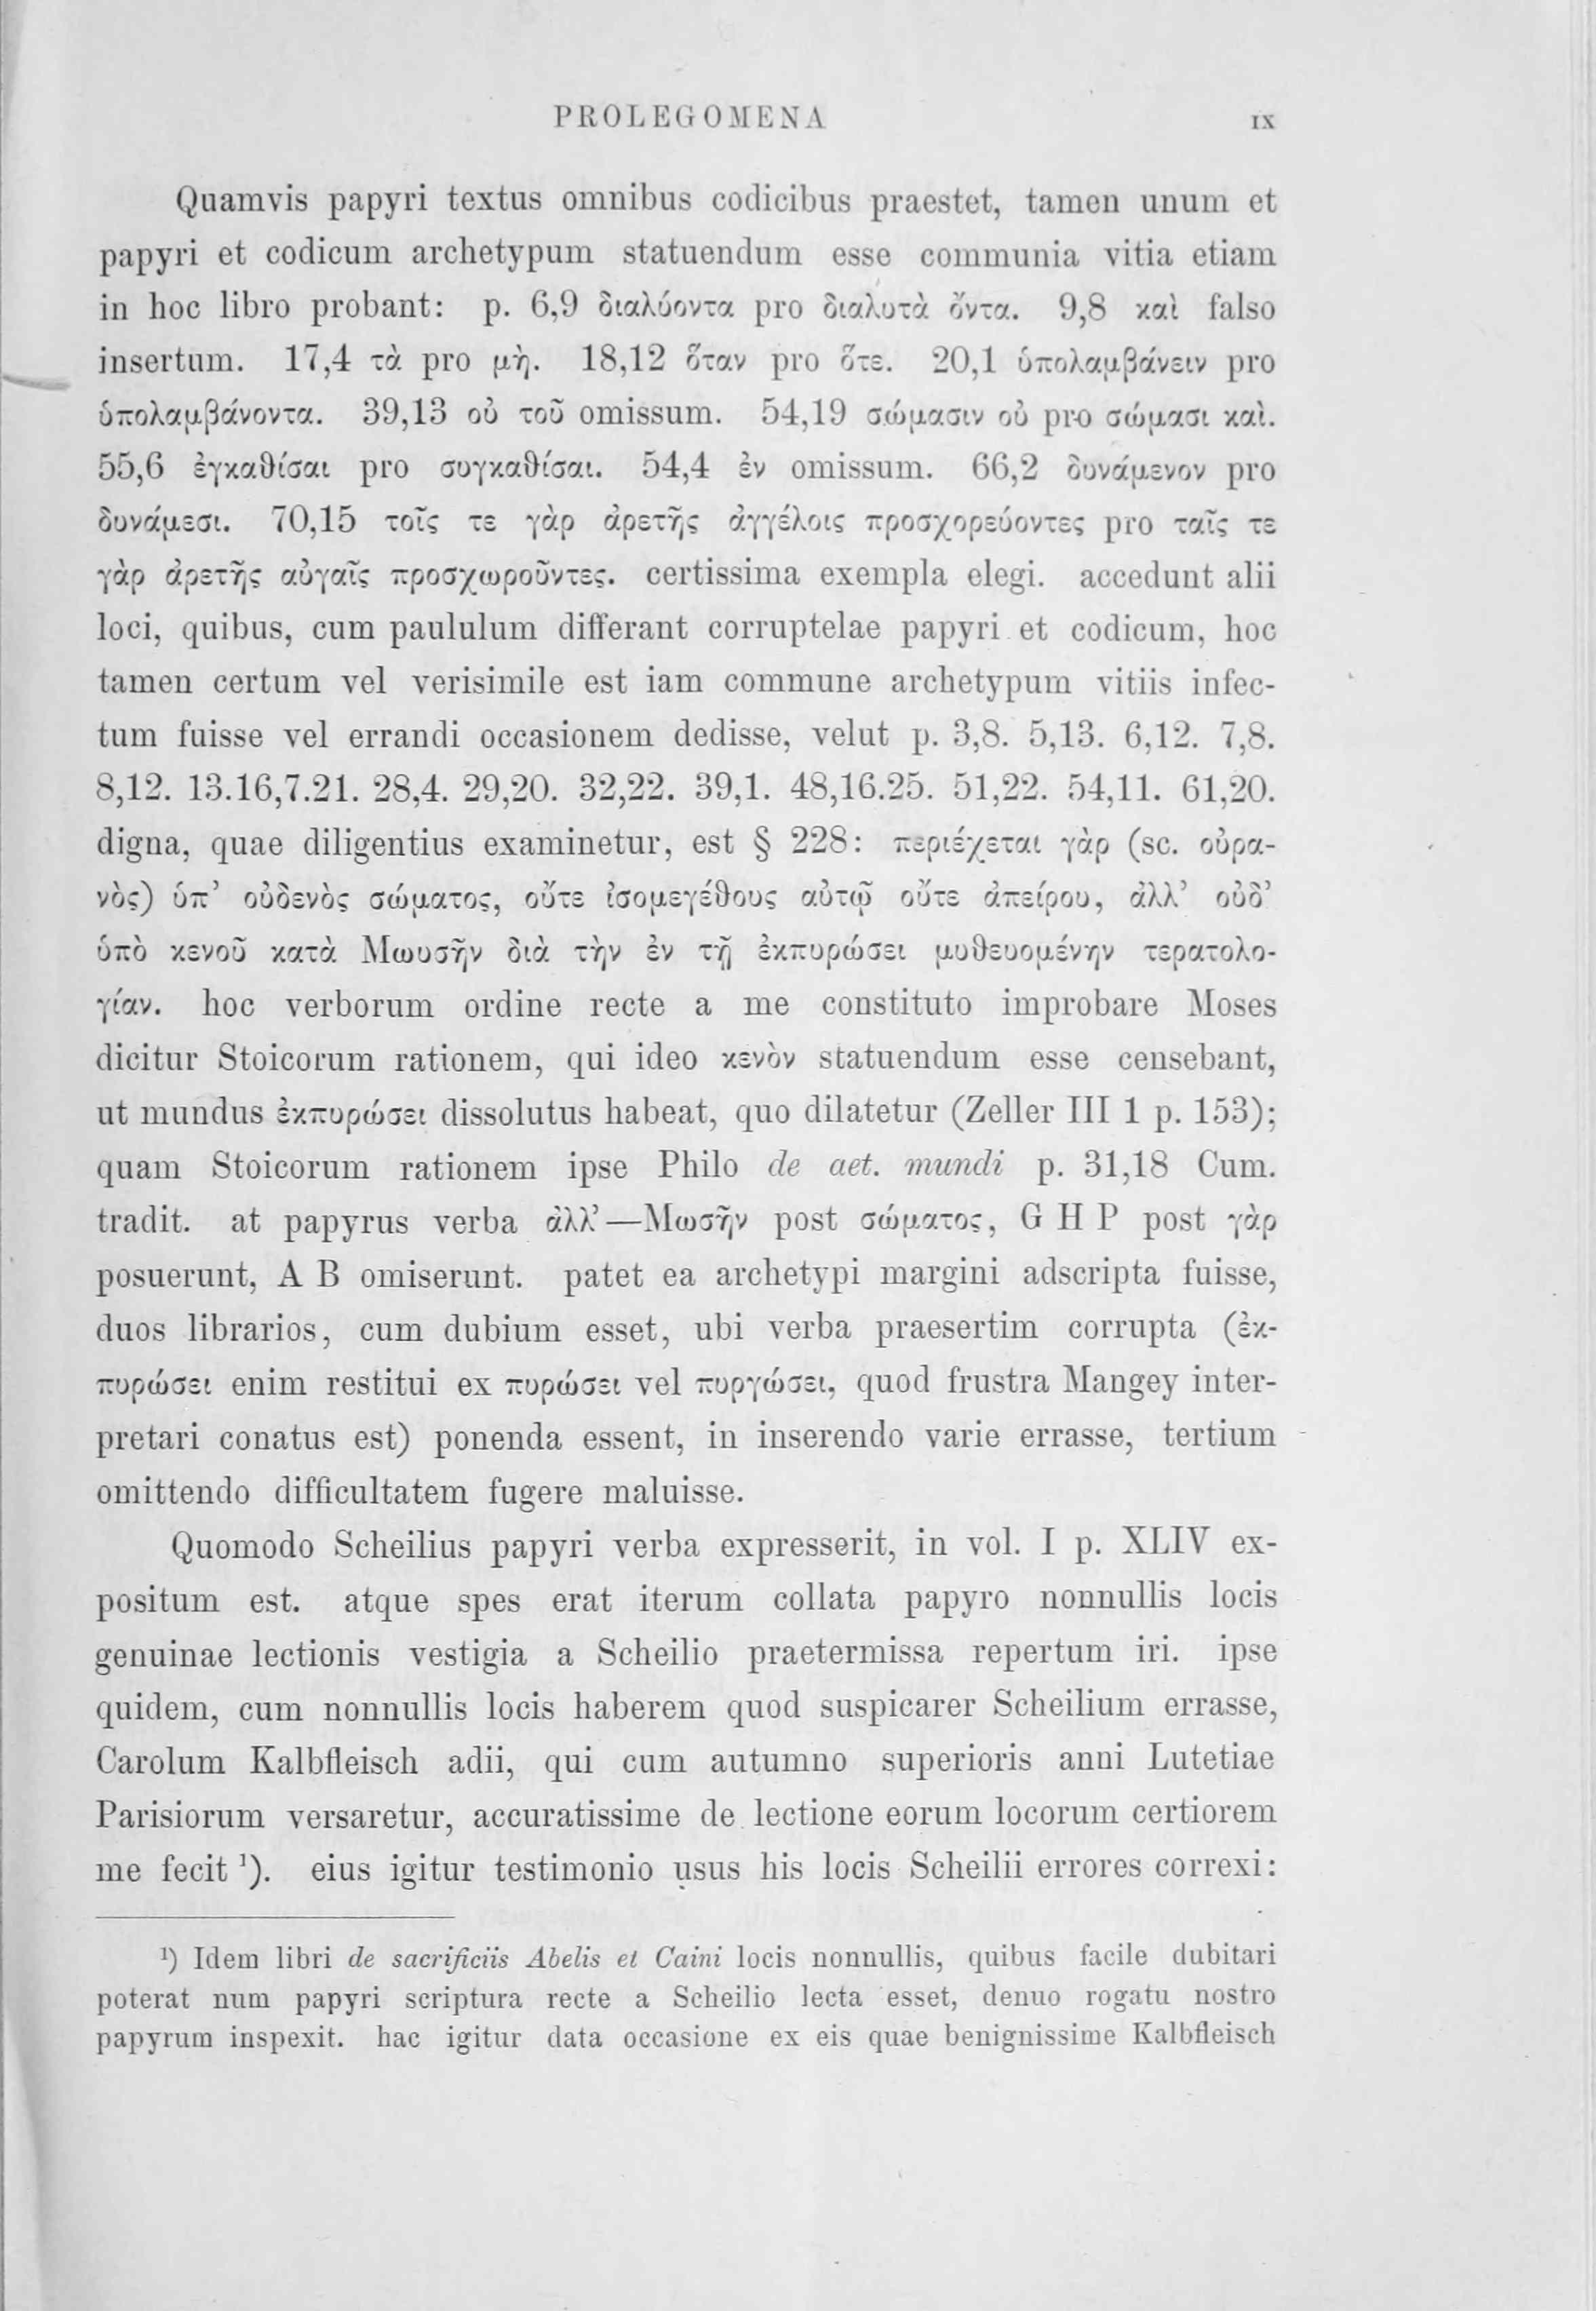 PROLEGOMENA IX
Quamvis papyri textus omnibus codicibus praestet, tamen unum et
papyri et codicum archetypum statuendum esse communia vitia etiam
in hoc libro probant: p. 6,9 διαλύοντα pro διαλυτὰ ὄντα. 9,8 καὶ falso
insertum. 17,4 τὰ pro μὴ. 18,12 ὅταν pro ὅτε. 20,1 ὑπολαμβάνειν pro
ὑπολαμβάνοντα. 39,13 οὐ τοῦ omissum. 54,19 σώμασιν οὐ pro σώμασι καὶ.
55,6 ἐγκαθίσαι pro συγκαθίσαι. 54,4 ἐν omissum. 66,2 δυνάμενον pro
δυνάμεσι. 70,15 τοῖς τε γὰρ ἀρετῆς ἀγγέλοις προσχορεύοντες pro ταῖς τε
γὰρ ἀρετῆς αὐγαῖς προσχωροῦντες. certissima exempla elegi. accedunt alii
loci, quibus, cum paululum differant corruptelae papyri et codicum, hoc
tamen certum vel verisimile est iam commune archetypum vitiis infec-
tum fuisse vel errandi occasionem dedisse, velut p. 3,8. 5,13. 6,12. 7,8.
8,12. 13.16,7.21. 28,4. 29,20. 32,22. 39,1. 48,16.25. 51,22. 54,11. 61,20.
digna, quae diligentius examinetur, est § 228: περιέχεται γὰρ (sc. οὐρα-
νὸς) ὑπ’ οὐδενὸς σώματος, οὔτε ἰσομεγέθους αὐτῷ οὔτε ἀπείρου, ἀλλ’ οὐδ’
ὑπὸ κενοῦ κατὰ Μωυσῆν διὰ τὴν ἐν τῇ ἐκπυρώσει μυθευομένην τερατολο-
γίαν. hoc verborum ordine recte a me constituto improbare Moses
dicitur Stoicorum rationem, qui ideo κενὸν statuendum esse censebant,
ut mundus ἐκπυρώσει dissolutus habeat, quo dilatetur (Zeller III 1 p. 153);
quam Stoicorum rationem ipse Philo de aet. mundi p. 31,18 Cum.
tradit. at papyrus verba ἀλλ’—Μωσῆν post σώματος, G H P post γὰρ
posuerunt, A B omiserunt. patet ea archetypi margini adscripta fuisse,
duos librarios, cum dubium esset, ubi verba praesertim corrupta (ἐκ-
πυρώσει enim restitui ex πυρώσει vel πυργώσει, quod frustra Mangey inter-
pretari conatus est) ponenda essent, in inserendo varie errasse, tertium
omittendo difficultatem fugere maluisse.
Quomodo Scheilius papyri verba expresserit, in vol. I p. XLIV ex-
positum est. atque spes erat iterum collata papyro nonnullis locis
genuinae lectionis vestigia a Scheilio praetermissa repertum iri. ipse
quidem, cum nonnullis locis haberem quod suspicarer Scheilium errasse,
Carolum Kalbfleisch adii, qui cum autumno superioris anni Lutetiae
Parisiorum versaretur, accuratissime de lectione eorum locorum certiorem
me fecit ¹). eius igitur testimonio usus his locis Scheilii errores correxi:
¹) Idem libri de sacrificiis Abelis et Caini locis nonnullis, quibus facile dubitari
poterat num papyri scriptura recte a Scheilio lecta esset, denuo rogatu nostro
papyrum inspexit. hac igitur data occasione ex eis quae benignissime Kalbfleisch